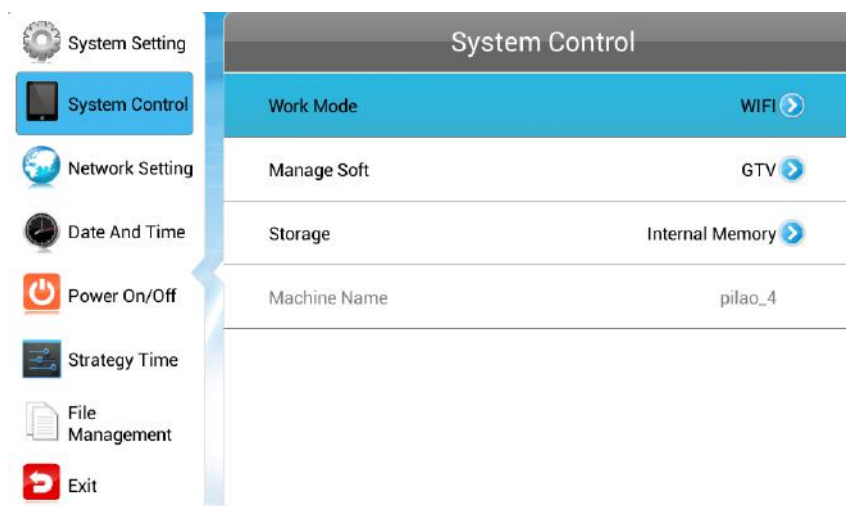 System Setting
System Control
Network Setting
Date And Time
Power On/Off
Strategy Time
File
Management
Exit
System Control
Work Mode WIFI
Manage Soft GTV
Storage Internal Memory
Machine Name pilao_4